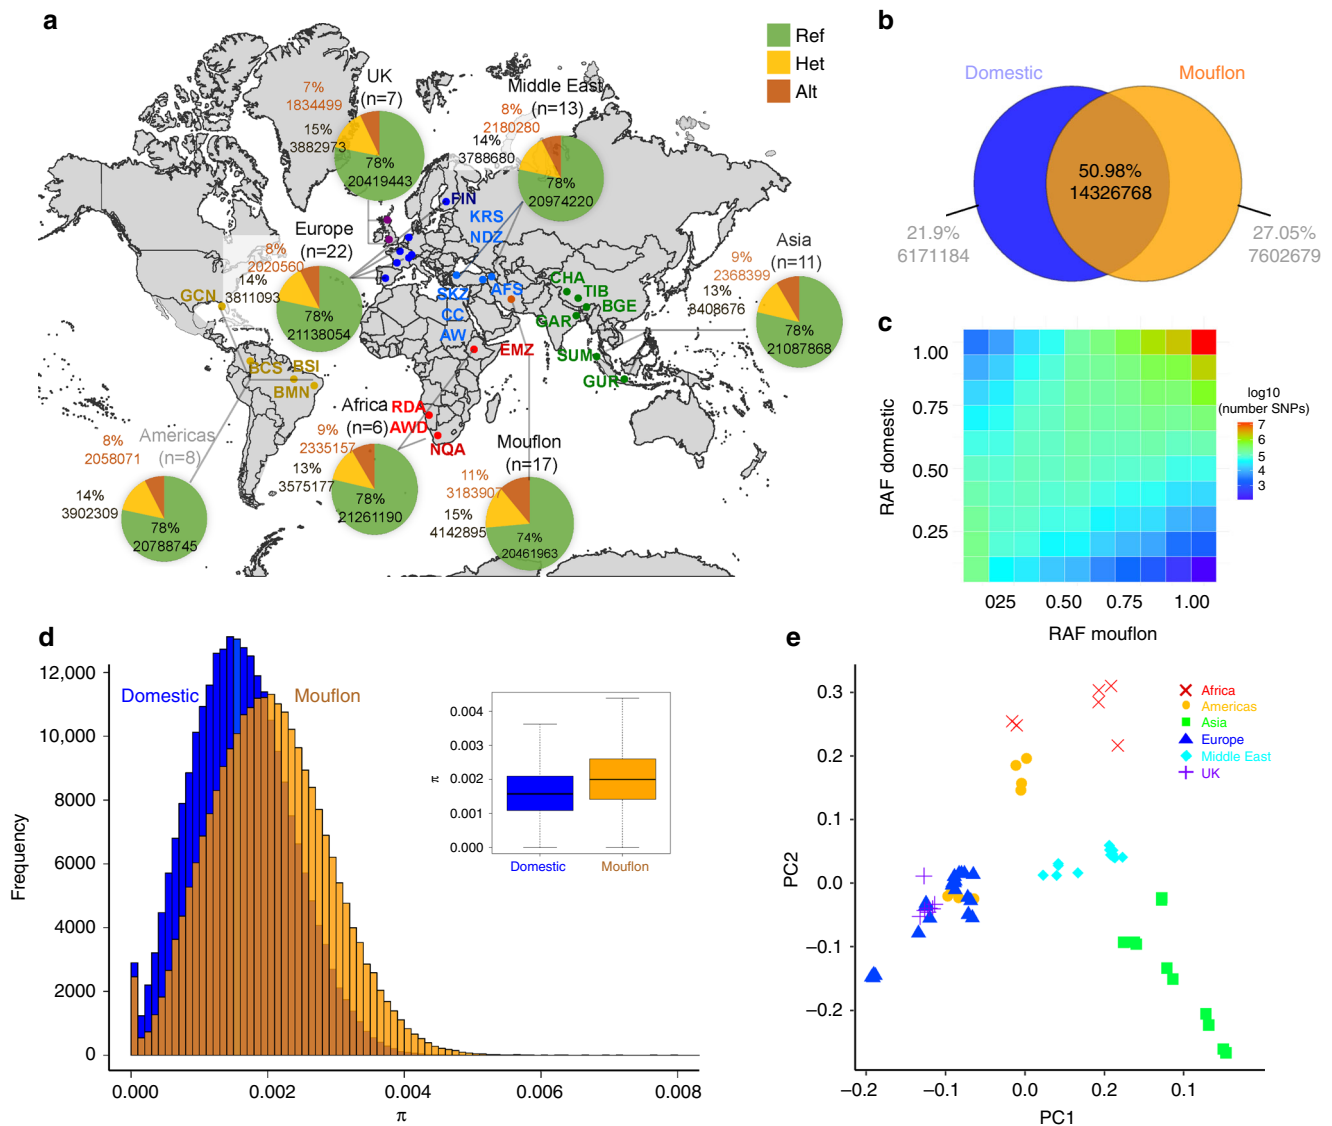 a
Ref
Het
Alt
UK
(n=7)
7%
1834499
15%
3882973
78%
20419443
Middle East
(n=13)
8%
2180280
14%
3788680
78%
20974220
FIN
KRS
NDZ
Europe
(n=22)
8%
2020560
14%
3811093
78%
21138054
GCN
SKZ
CC
AW
AFS
CHA
TIB
BGE
GAR
SUM
GUR
EMZ
Asia
(n=11)
9%
2368399
13%
3408676
78%
21087868
BCS
BSI
BMN
Africa
(n=6)
RDA
AWD
NQA
9%
2335157
13%
3575177
78%
21261190
Mouflon
(n=17)
11%
3183907
15%
4142895
74%
20461963
Americas
(n=8)
8%
2058071
14%
3902309
78%
20788745
b
Domestic
Mouflon
50.98%
14326768
21.9%
6171184
27.05%
7602679
c
1.00
0.75
0.50
0.25
RAF domestic
025
0.50
0.75
1.00
RAF mouflon
log10
(number SNPs)
7
6
5
4
3
d
12,000
10,000
8000
6000
4000
2000
0
Frequency
Domestic
Mouflon
0.000
0.002
0.004
0.006
0.008
π
0.004
0.003
0.002
0.001
0.000
π
Domestic
Mouflon
e
0.3
0.2
0.1
0.0
−0.1
−0.2
PC2
Africa
Americas
Asia
Europe
Middle East
UK
−0.2
−0.1
0.0
0.2
0.1
PC1